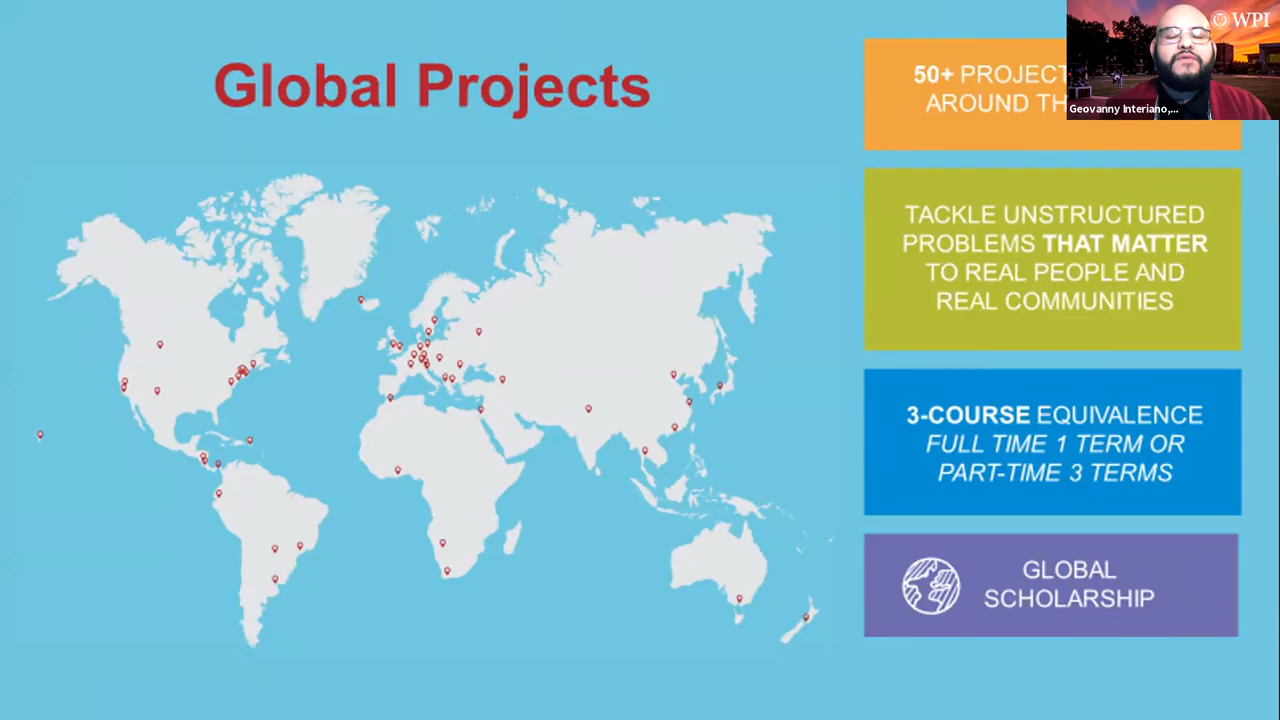 Global Projects
50+ PROJECT
AROUND TH
TACKLE UNSTRUCTURED
PROBLEMS THAT MATTER
TO REAL PEOPLE AND
REAL COMMUNITIES
3-COURSE EQUIVALENCE
FULL TIME 1 TERM OR
PART-TIME 3 TERMS
GLOBAL
SCHOLARSHIP
WPI
Geovanny Interiano,...